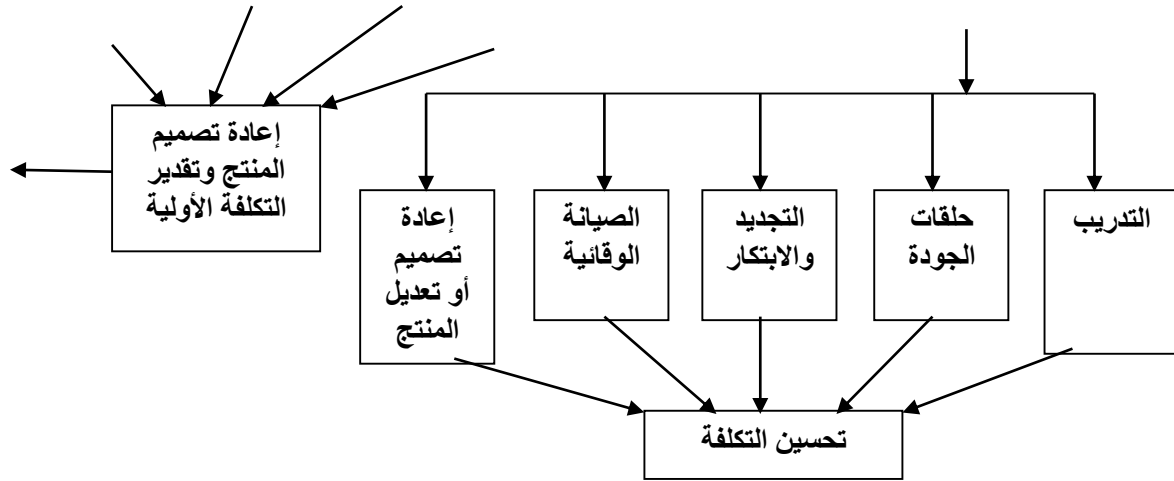 التدريب
حلقات
الجودة
التجديد
والابتكار
الصيانة
الوقائية
إعادة
تصميم
أو تعديل
المنتج
تحسين التكلفة
إعادة تصميم
المنتج وتقدير
التكلفة الأولية